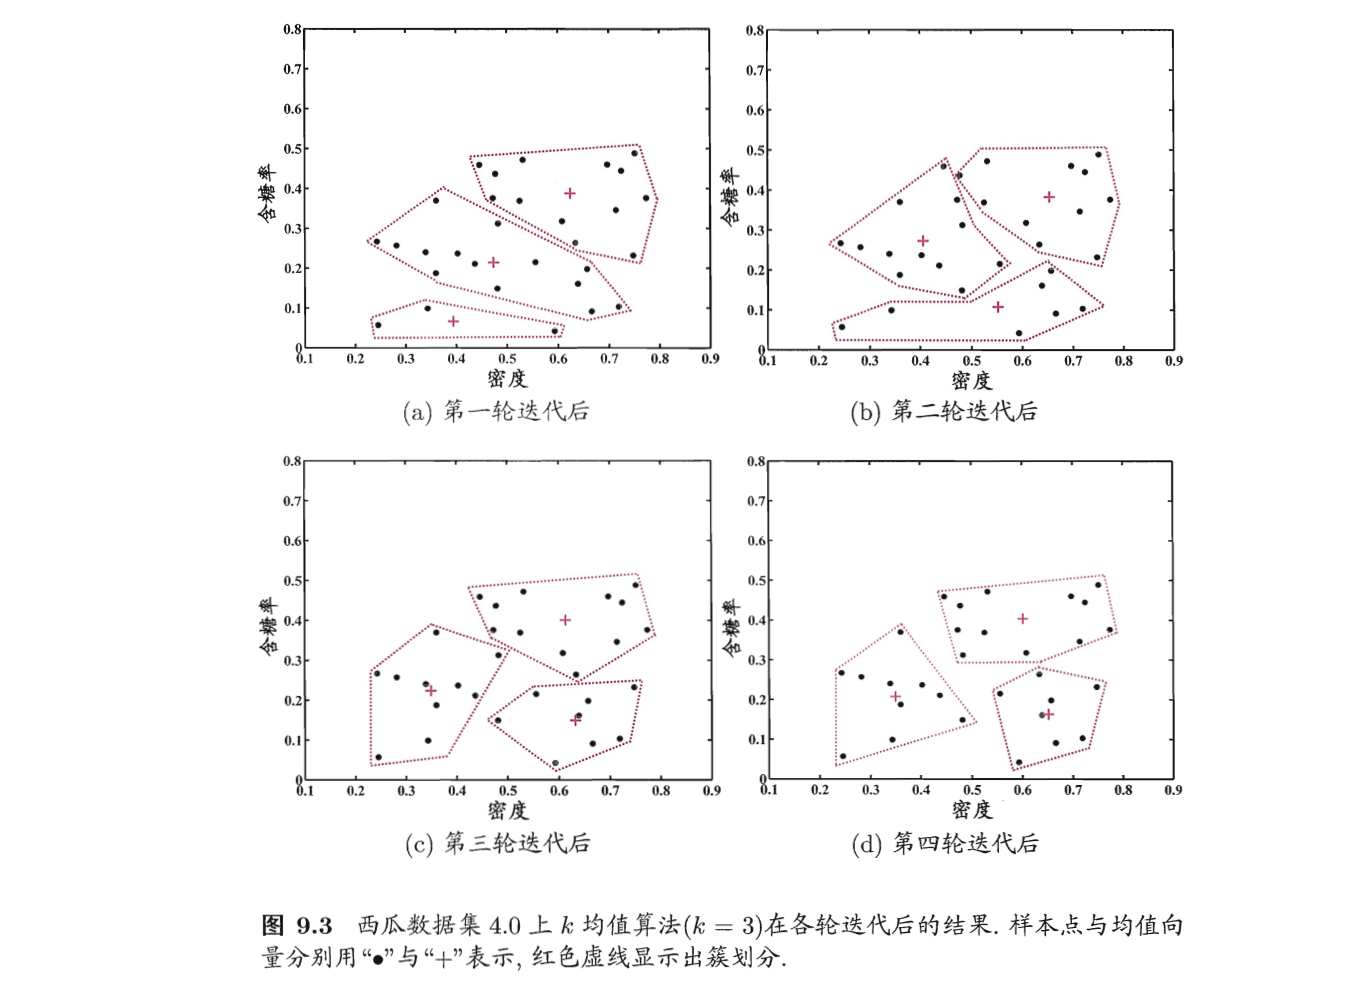 0.8
0.7
0.6
0.5
0.4
0.3
0.2
0.1
0
含糖率
0.1 0.2 0.3 0.4 0.5 0.6 0.7 0.8 0.9
密度
(a) 第一轮迭代后
0.8
0.7
0.6
0.5
0.4
0.3
0.2
0.1
0
含糖率
0.1 0.2 0.3 0.4 0.5 0.6 0.7 0.8 0.9
密度
(b) 第二轮迭代后
0.8
0.7
0.6
0.5
0.4
0.3
0.2
0.1
0
含糖率
0.1 0.2 0.3 0.4 0.5 0.6 0.7 0.8 0.9
密度
(c) 第三轮迭代后
0.8
0.7
0.6
0.5
0.4
0.3
0.2
0.1
0
含糖率
0.1 0.2 0.3 0.4 0.5 0.6 0.7 0.8 0.9
密度
(d) 第四轮迭代后
图 9.3 西瓜数据集 4.0 上 k 均值算法(k = 3)在各轮迭代后的结果. 样本点与均值向
量分别用“●”与“+”表示, 红色虚线显示出簇划分.